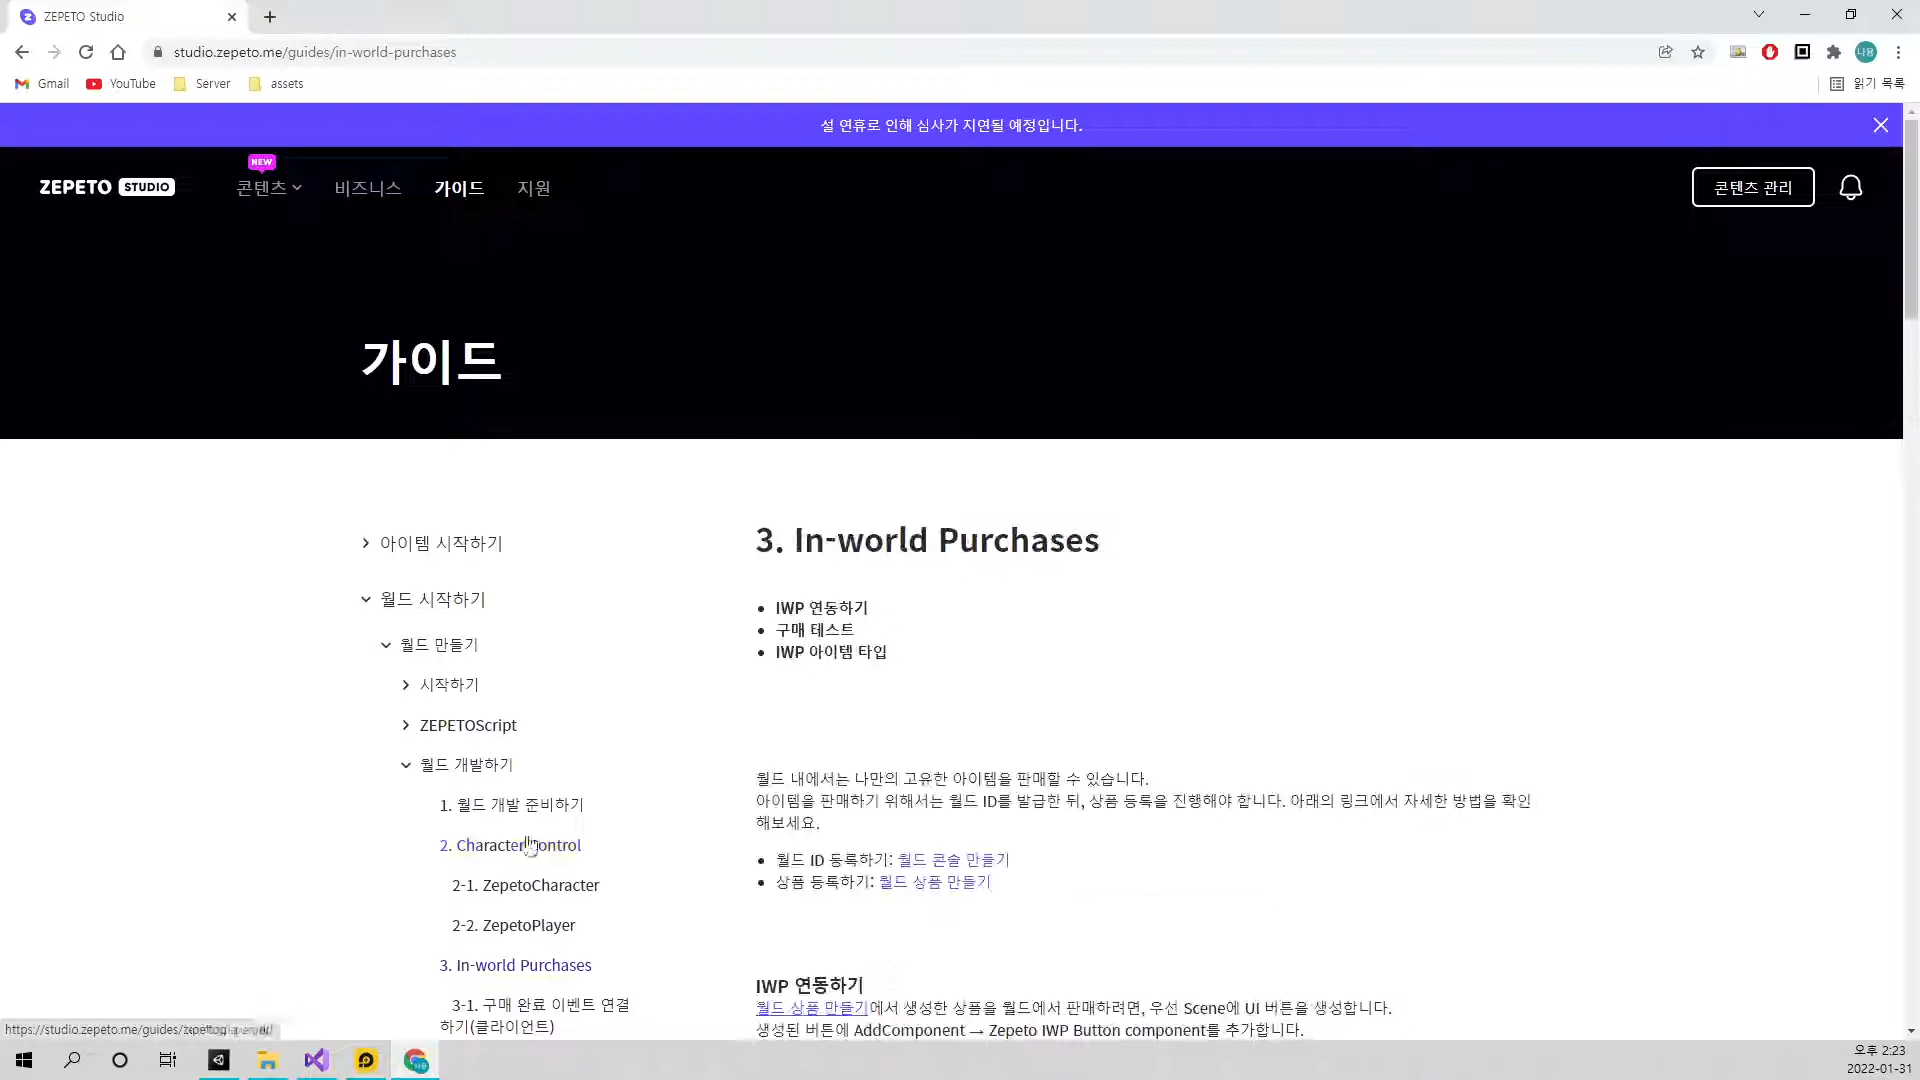 ZEPETO Studio
studio.zepeto.me/guides/in-world-purchases
나용
Gmail
YouTube
Server
assets
읽기 목록
설 연휴로 인해 심사가 지연될 예정입니다.
NEW
ZEPETO STUDIO
콘텐츠
비즈니스
가이드
지원
콘텐츠 관리
가이드
아이템 시작하기
월드 시작하기
월드 만들기
시작하기
ZEPETOScript
월드 개발하기
1. 월드 개발 준비하기
2. Character
2-1. ZepetoCharacter
2-2. ZepetoPlayer
3. In-world Purchases
3-1. 구매 완료 이벤트 연결
하기(클라이언트)
3. In-world Purchases
• IWP 연동하기
• 구매 테스트
• IWP 아이템 타입
월드 내에서는 나만의 고유한 아이템을 판매할 수 있습니다.
아이템을 판매하기 위해서는 월드 ID를 발급한 뒤, 상품 등록을 진행해야 합니다. 아래의 링크에서 자세한 방법을 확인
해보세요.
• 월드 ID 등록하기: 월드 콘솔 만들기
• 상품 등록하기: 월드 상품 만들기
IWP 연동하기
월드 상품 만들기에서 생성한 상품을 월드에서 판매하려면, 우선 Scene에 UI 버튼을 생성합니다.
생성된 버튼에 AddComponent → Zepeto IWP Button component를 추가합니다.
오후 2:23
2022-01-31